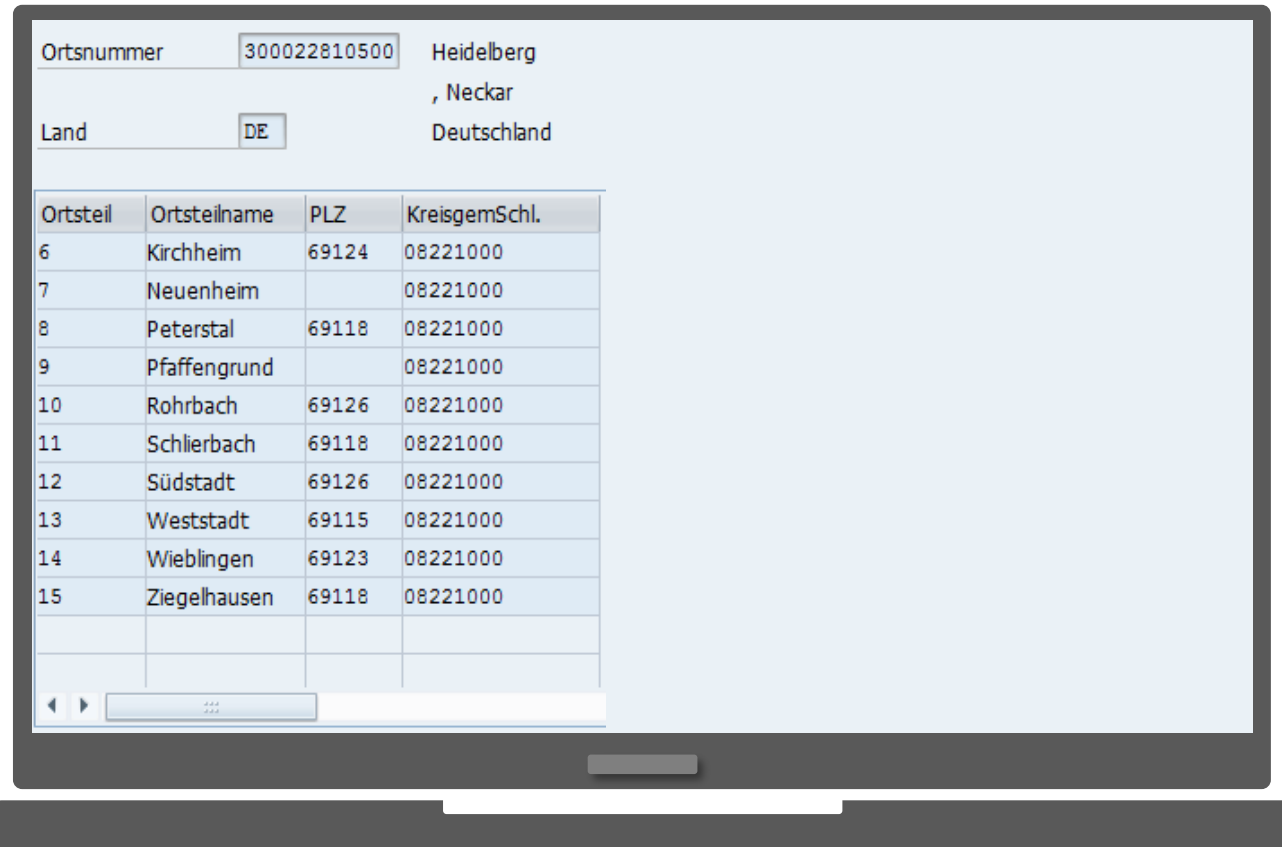 Ortsnummer 300022810500 Heidelberg
, Neckar
Land DE Deutschland
Ortsteil Ortsteilname PLZ KreisgemSchl.
6 Kirchheim 69124 08221000
7 Neuenheim 08221000
8 Peterstal 69118 08221000
9 Pfaffengrund 08221000
10 Rohrbach 69126 08221000
11 Schlierbach 69118 08221000
12 Südstadt 69126 08221000
13 Weststadt 69115 08221000
14 Wieblingen 69123 08221000
15 Ziegelhausen 69118 08221000